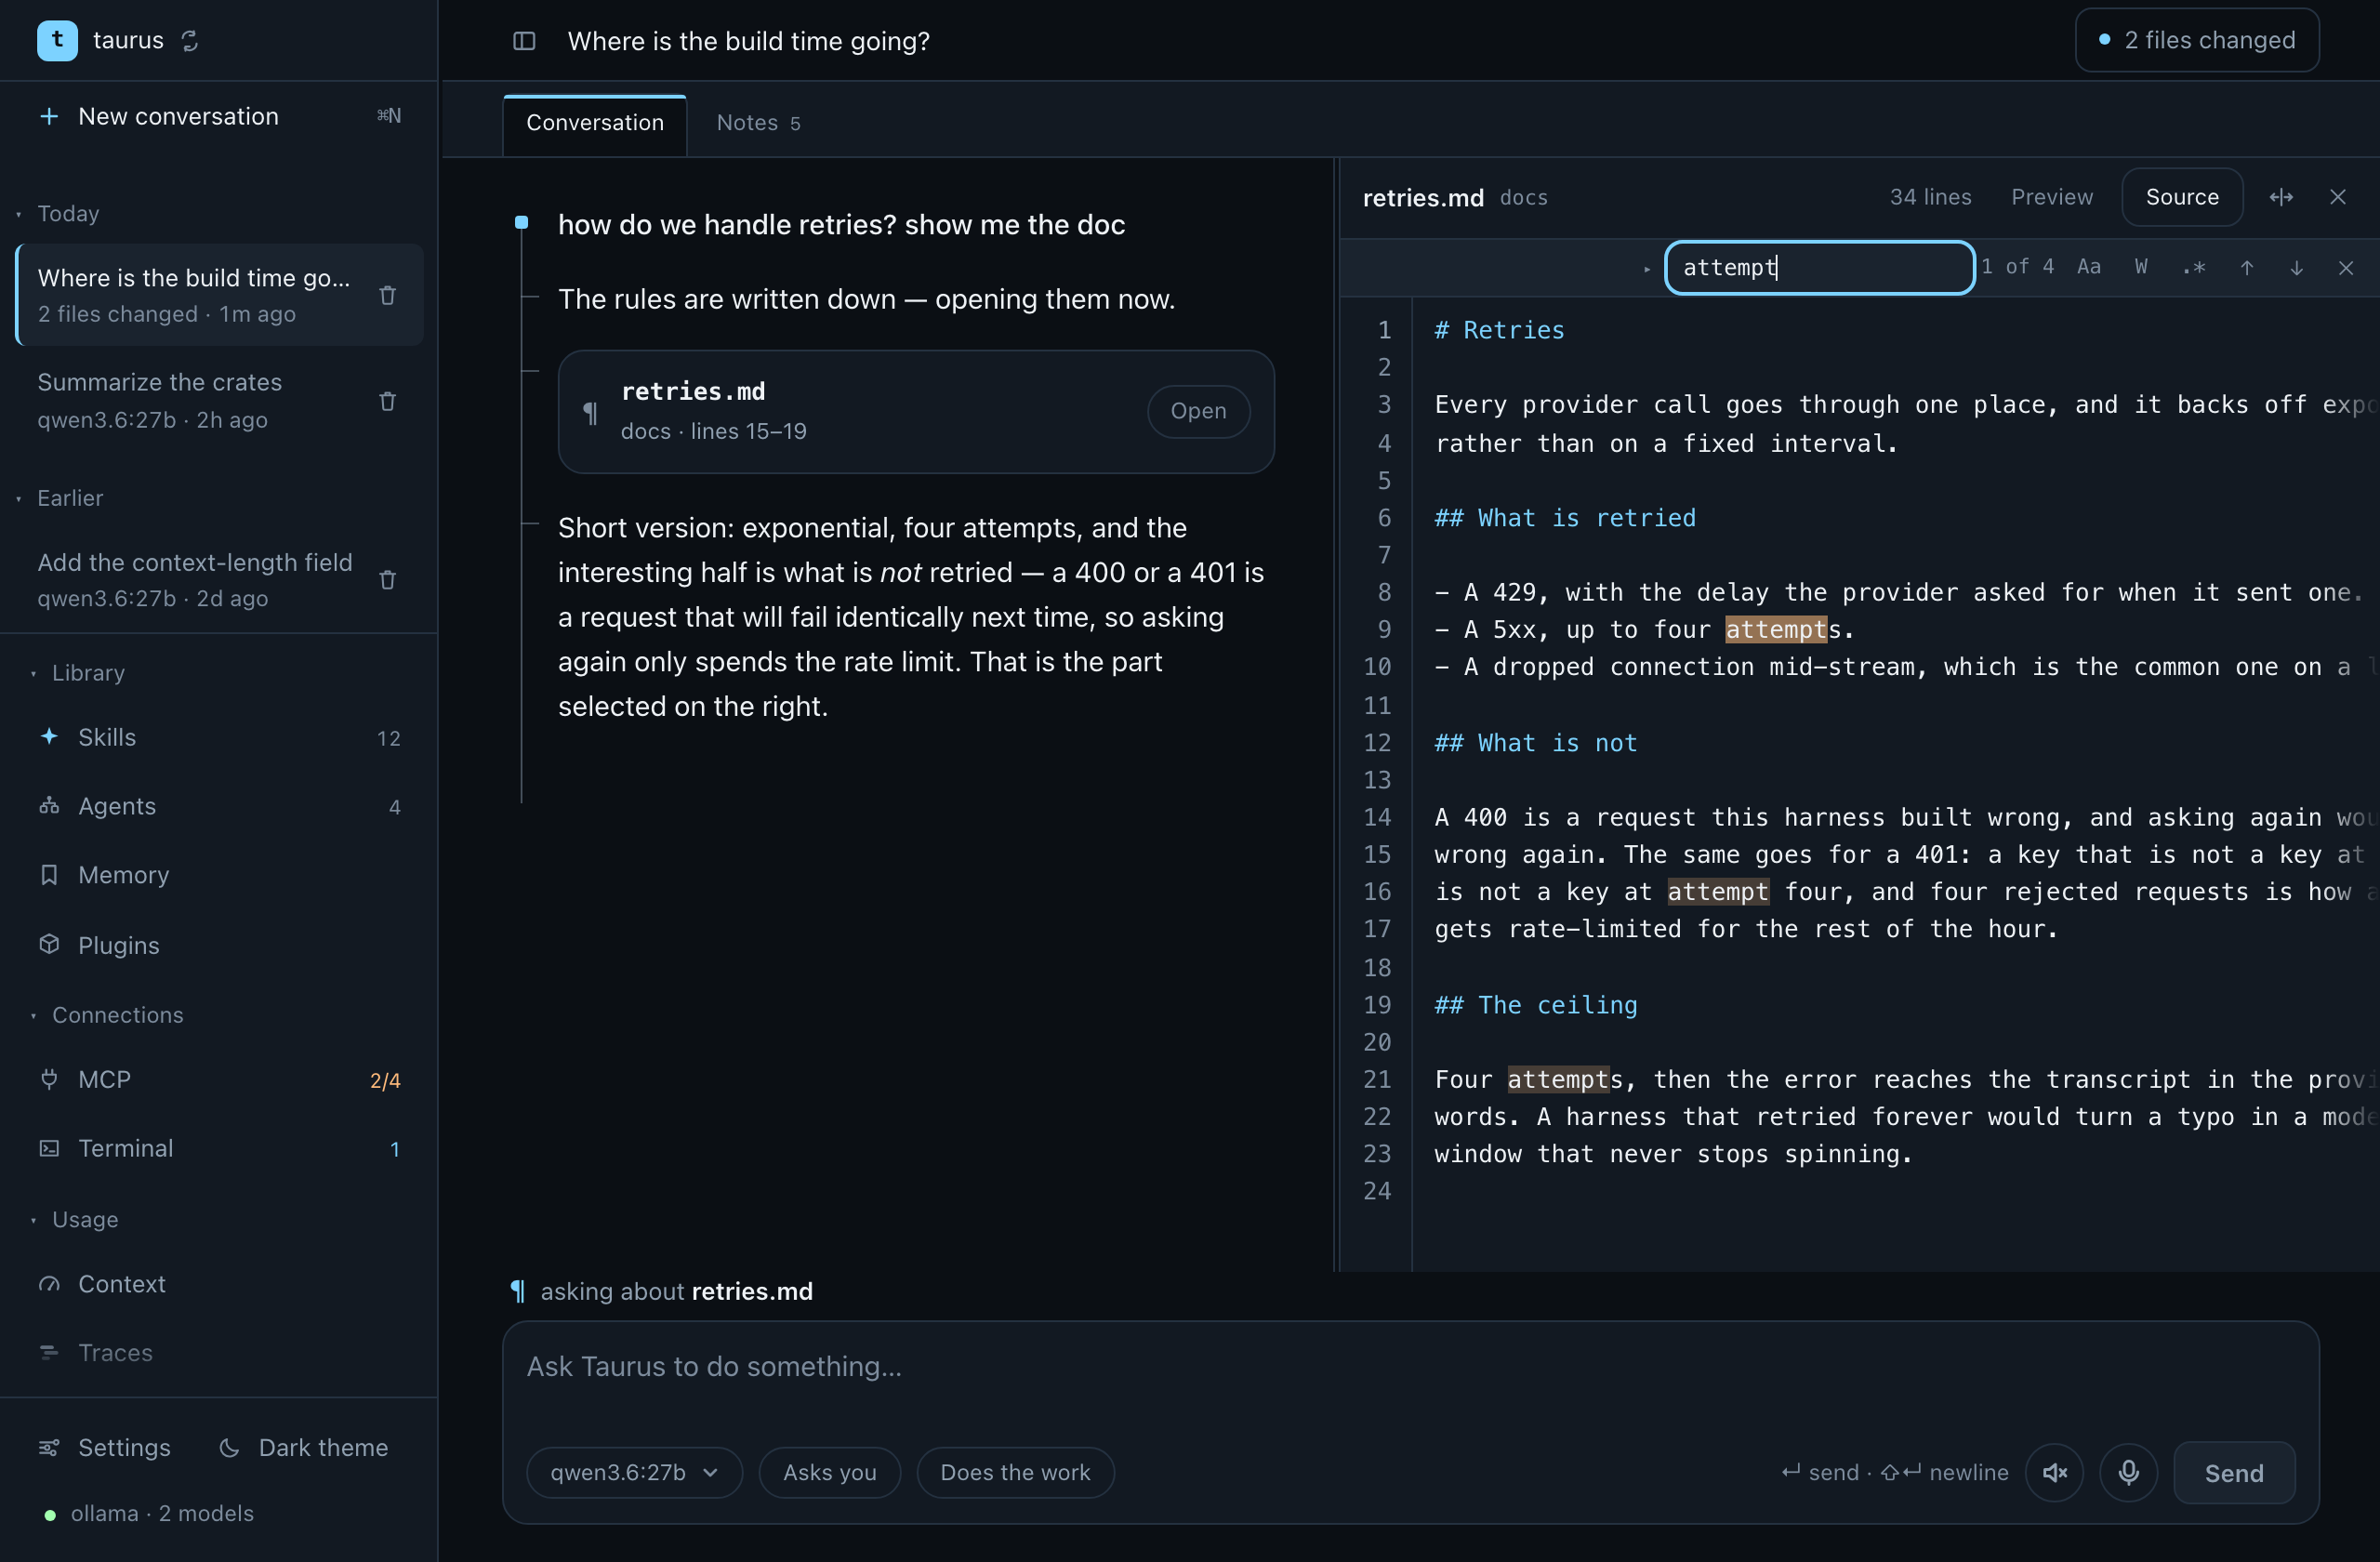 t taurus
New conversation ⌘N
Today
Where is the build time go...
2 files changed · 1m ago
Summarize the crates
qwen3.6:27b · 2h ago
Earlier
Add the context-length field
qwen3.6:27b · 2d ago
Library
Skills 12
Agents 4
Memory
Plugins
Connections
MCP 2/4
Terminal 1
Usage
Context
Traces
Settings Dark theme
ollama · 2 models
Where is the build time going?
2 files changed
Conversation Notes 5
how do we handle retries? show me the doc
The rules are written down — opening them now.
¶ retries.md
docs · lines 15–19
Open
Short version: exponential, four attempts, and the
interesting half is what is not retried — a 400 or a 401 is
a request that will fail identically next time, so asking
again only spends the rate limit. That is the part
selected on the right.
retries.md docs 34 lines Preview Source
attempt 1 of 4 Aa W .*
1 # Retries
2
3 Every provider call goes through one place, and it backs off expo
4 rather than on a fixed interval.
5
6 ## What is retried
7
8 - A 429, with the delay the provider asked for when it sent one.
9 - A 5xx, up to four attempts.
10 - A dropped connection mid-stream, which is the common one on a l
11
12 ## What is not
13
14 A 400 is a request this harness built wrong, and asking again wou
15 wrong again. The same goes for a 401: a key that is not a key at
16 is not a key at attempt four, and four rejected requests is how a
17 gets rate-limited for the rest of the hour.
18
19 ## The ceiling
20
21 Four attempts, then the error reaches the transcript in the provi
22 words. A harness that retried forever would turn a typo in a mode
23 window that never stops spinning.
24
¶ asking about retries.md
Ask Taurus to do something...
qwen3.6:27b Asks you Does the work
↵ send · ⇧↵ newline Send